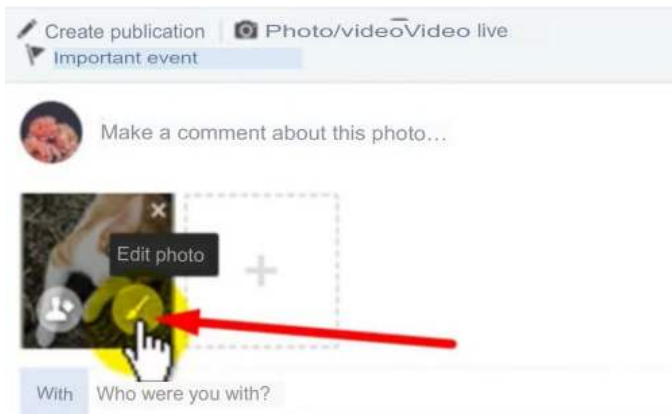 Create publication Photo/videoVideo live
Important event
Make a comment about this photo…
Edit photo
With Who were you with?